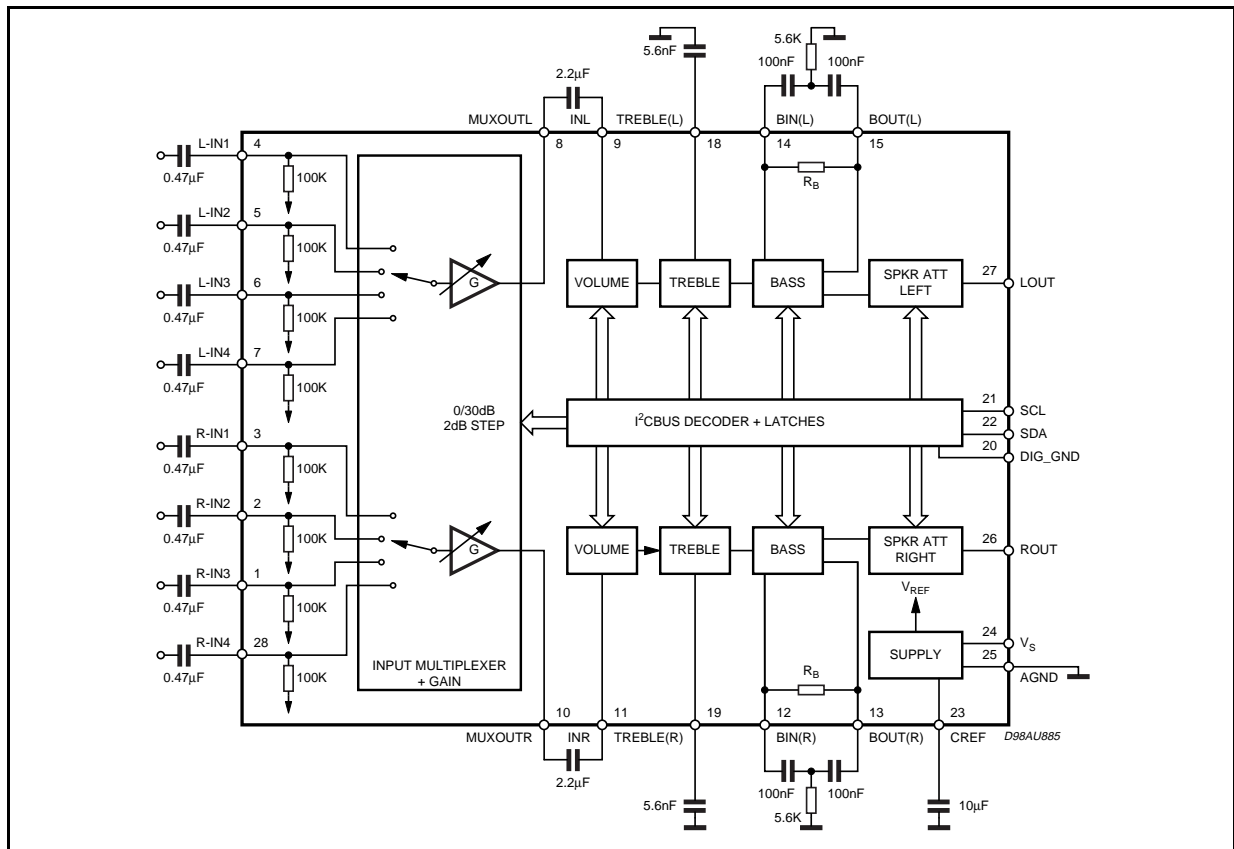 5.6nF
5.6K
100nF
100nF
2.2µF
MUXOUTL
INL
TREBLE(L)
BIN(L)
BOUT(L)
8
9
18
14
15
L-IN1
4
0.47µF
100K
R_B
L-IN2
5
0.47µF
100K
L-IN3
6
0.47µF
100K
G
VOLUME
TREBLE
BASS
SPKR ATT
LEFT
27
LOUT
L-IN4
7
0.47µF
100K
0/30dB
2dB STEP
I²CBUS DECODER + LATCHES
21
SCL
22
SDA
20
DIG_GND
R-IN1
3
0.47µF
100K
R-IN2
2
0.47µF
100K
G
VOLUME
TREBLE
BASS
SPKR ATT
RIGHT
26
ROUT
R-IN3
1
0.47µF
100K
V_REF
R-IN4
28
0.47µF
100K
INPUT MULTIPLEXER
+ GAIN
R_B
SUPPLY
24
V_S
25
AGND
10
11
19
12
13
23
MUXOUTR
INR
TREBLE(R)
BIN(R)
BOUT(R)
CREF
D98AU885
2.2µF
5.6nF
100nF
100nF
5.6K
10µF